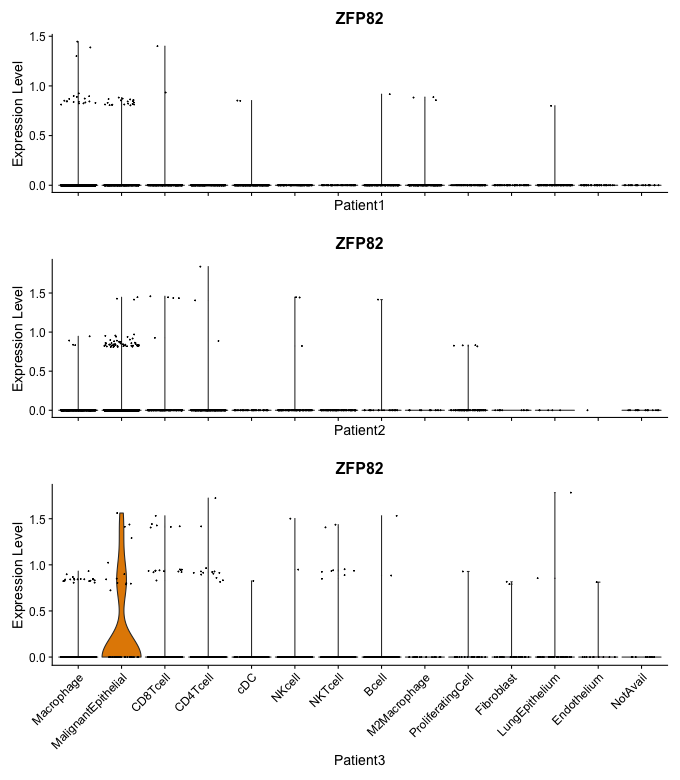 ZFP82
Expression Level
1.5
1.0
0.5
0.0
Patient1
ZFP82
Expression Level
1.5
1.0
0.5
0.0
Patient2
ZFP82
Expression Level
1.5
1.0
0.5
0.0
Macrophage
MalignantEpithelial
CD8Tcell
CD4Tcell
cDC
NKcell
NKTcell
Bcell
M2Macrophage
ProliferatingCell
Fibroblast
LungEpithelium
Endothelium
NotAvail
Patient3